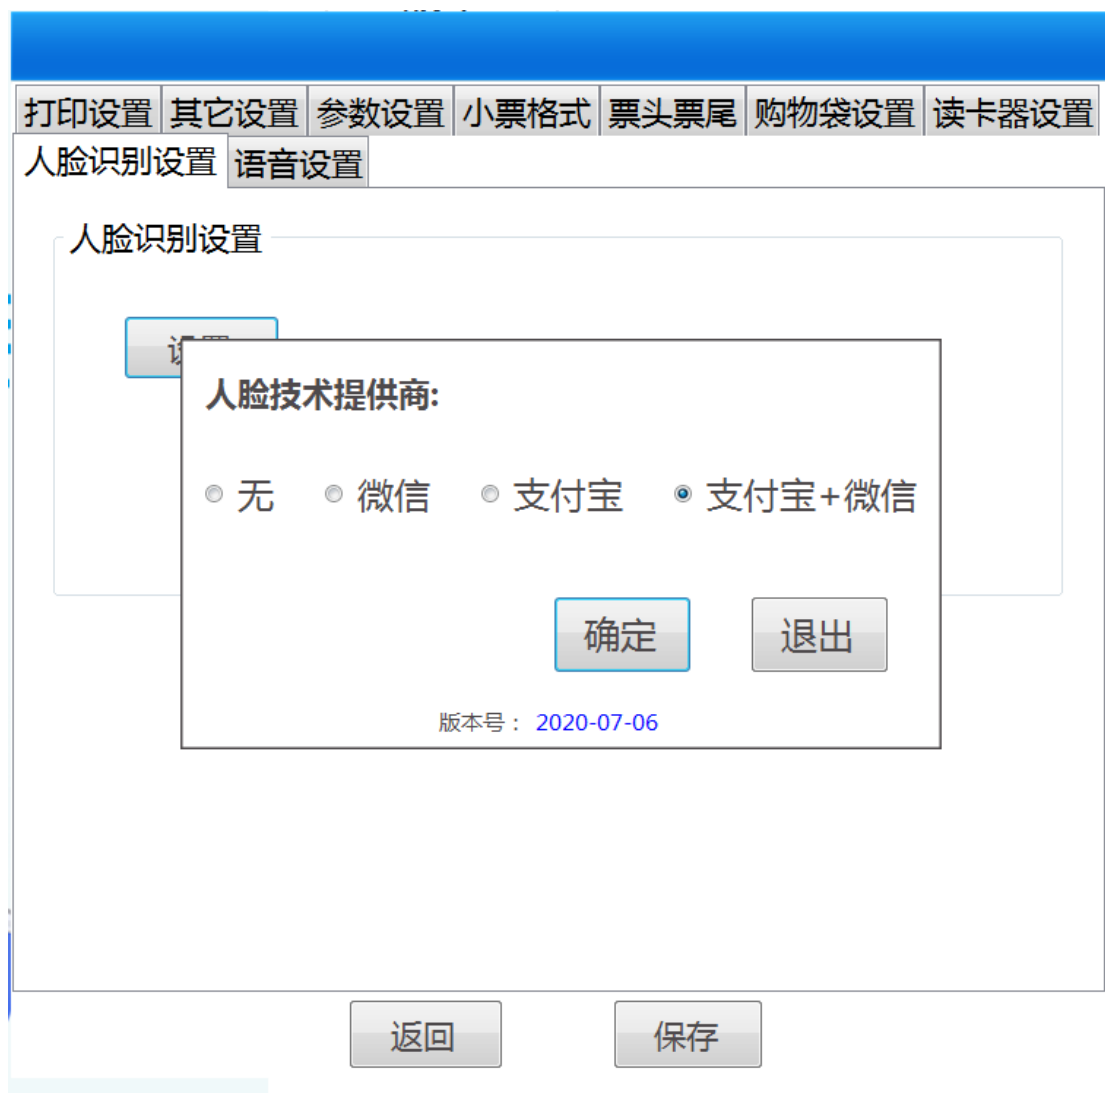 打印设置 其它设置 参数设置 小票格式 票头票尾 购物袋设置 读卡器设置
人脸识别设置 语音设置
人脸识别设置
人脸技术提供商:
无 微信 支付宝 支付宝+微信
确定 退出
版本号： 2020-07-06
返回 保存